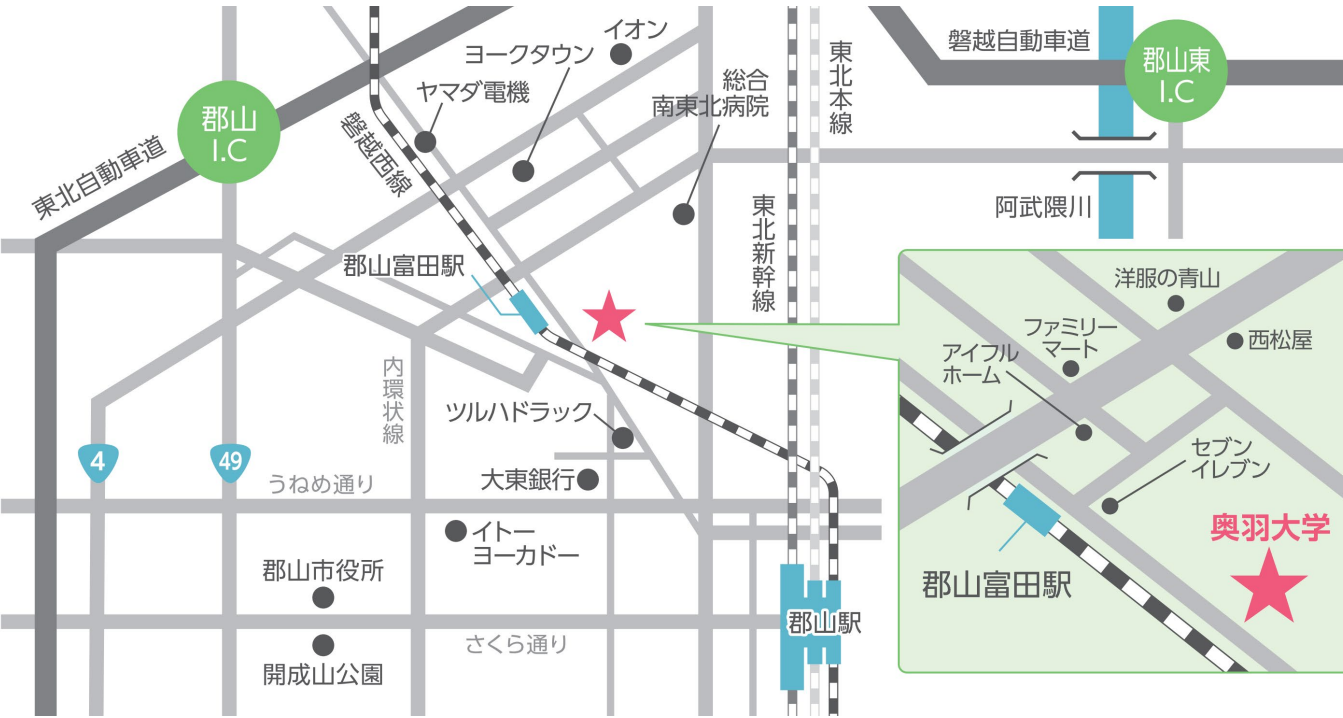 イオン
ヨークタウン
ヤマダ電機
総合
南東北病院
東北本線
磐越自動車道
郡山東
I.C
郡山
I.C
東北自動車道
磐越西線
阿武隈川
東北新幹線
郡山富田駅
内環状線
ツルハドラック
4
49
うねめ通り
大東銀行
イトー
ヨーカドー
郡山市役所
さくら通り
郡山駅
開成山公園
洋服の青山
ファミリー
マート
西松屋
アイフル
ホーム
セブン
イレブン
奥羽大学
郡山富田駅